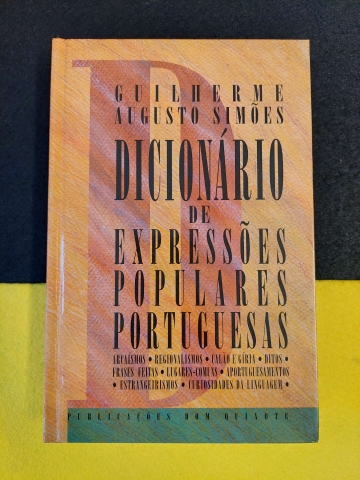 GUILHERME
AUGUSTO SIMÕES
DICIONÁRIO
DE
EXPRESSÕES
POPULARES
PORTUGUESAS
ARCAÍSMOS • REGIONALISMOS • CALÃO E GÍRIA • DITOS •
FRASES FEITAS • LUGARES-COMUNS • APORTUGUESAMENTOS
• ESTRANGEIRISMOS • CURIOSIDADES DA LINGUAGEM •
PUBLICAÇÕES DOM QUIXOTE